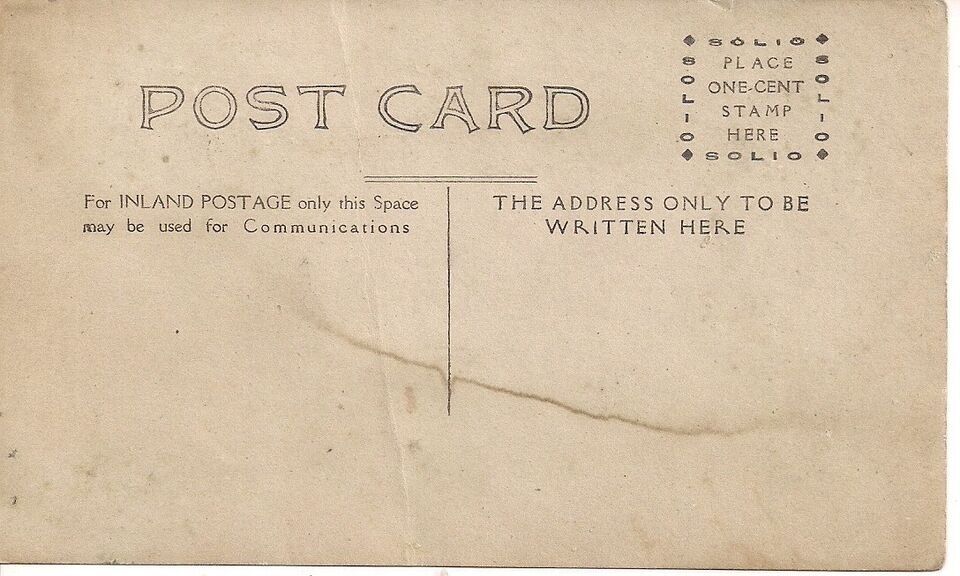 POST CARD
SOLIO
SOLIO
SOLIO
SOLIO
PLACE
ONE-CENT
STAMP
HERE
For INLAND POSTAGE only this Space
may be used for Communications
THE ADDRESS ONLY TO BE
WRITTEN HERE